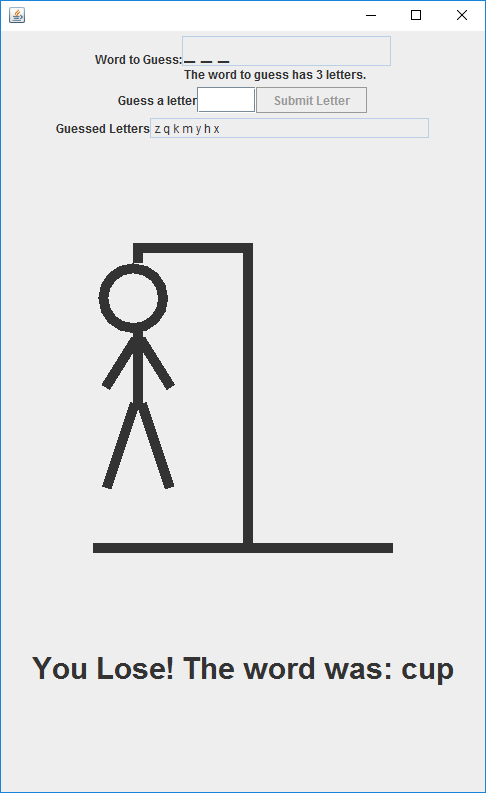 Word to Guess: _ _ _
The word to guess has 3 letters.
Guess a letter Submit Letter
Guessed Letters z q k m y h x
You Lose! The word was: cup